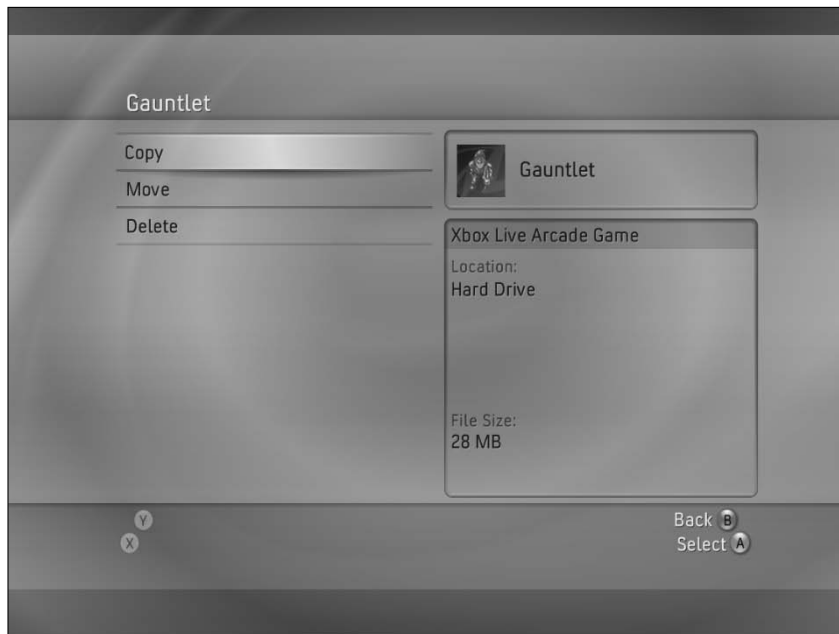 Gauntlet
Copy
Move
Delete
Gauntlet
Xbox Live Arcade Game
Location:
Hard Drive
File Size:
28 MB
Y
X
Back B
Select A